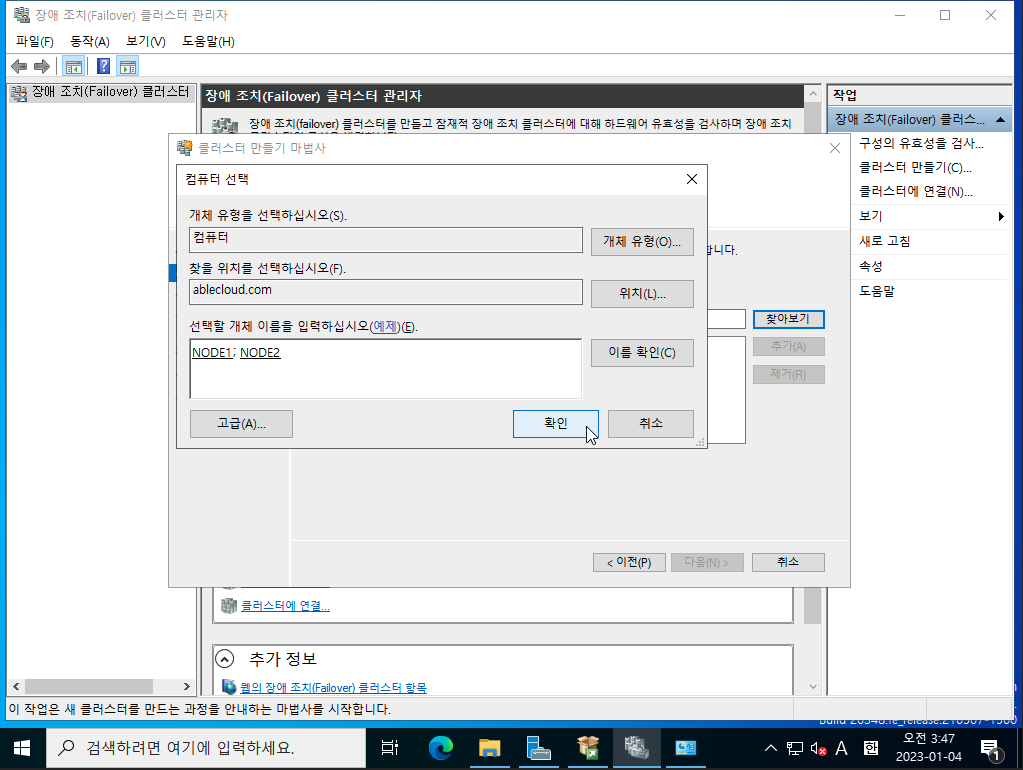 장애 조치(Failover) 클러스터 관리자
파일(F) 동작(A) 보기(V) 도움말(H)
장애 조치(Failover) 클러스터
장애 조치(Failover) 클러스터 관리자
장애 조치(failover) 클러스터를 만들고 잠재적 장애 조치 클러스터에 대해 하드웨어 유효성을 검사하며 장애 조치
클러스터 만들기 마법사
컴퓨터 선택
개체 유형을 선택하십시오(S).
컴퓨터
개체 유형(O)...
찾을 위치를 선택하십시오(F).
ablecloud.com
위치(L)...
선택할 개체 이름을 입력하십시오(예제)(E).
NODE1; NODE2
이름 확인(C)
고급(A)...
확인
취소
합니다.
찾아보기
추가(A)
제거(R)
< 이전(P)
다음(N) >
취소
클러스터에 연결...
추가 정보
웹의 장애 조치(Failover) 클러스터 항목
작업
장애 조치(Failover) 클러스...
구성의 유효성을 검사...
클러스터 만들기(C)...
클러스터에 연결(N)...
보기
새로 고침
속성
도움말
이 작업은 새 클러스터를 만드는 과정을 안내하는 마법사를 시작합니다.
검색하려면 여기에 입력하세요.
A
한
오전 3:47
2023-01-04
1